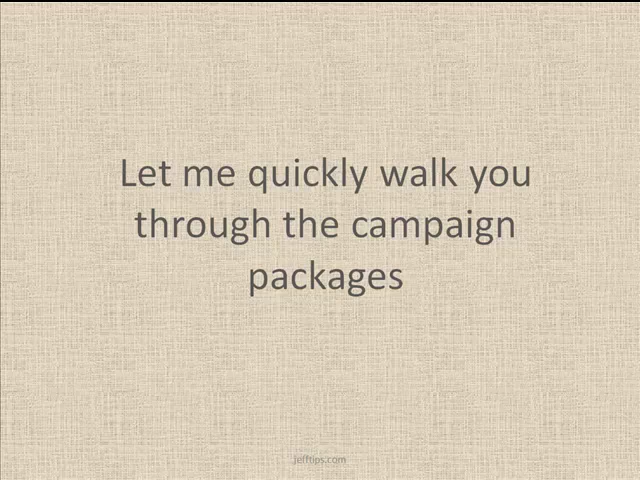 Let me quickly walk you
through the campaign
packages
jefftips.com